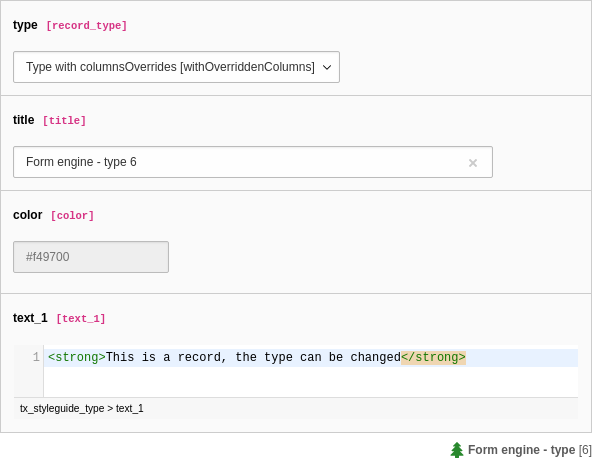 type [record_type]
Type with columnsOverrides [withOverriddenColumns]
title [title]
Form engine - type 6
color [color]
#f49700
text_1 [text_1]
1 <strong>This is a record, the type can be changed</strong>
tx_styleguide_type > text_1
Form engine - type [6]